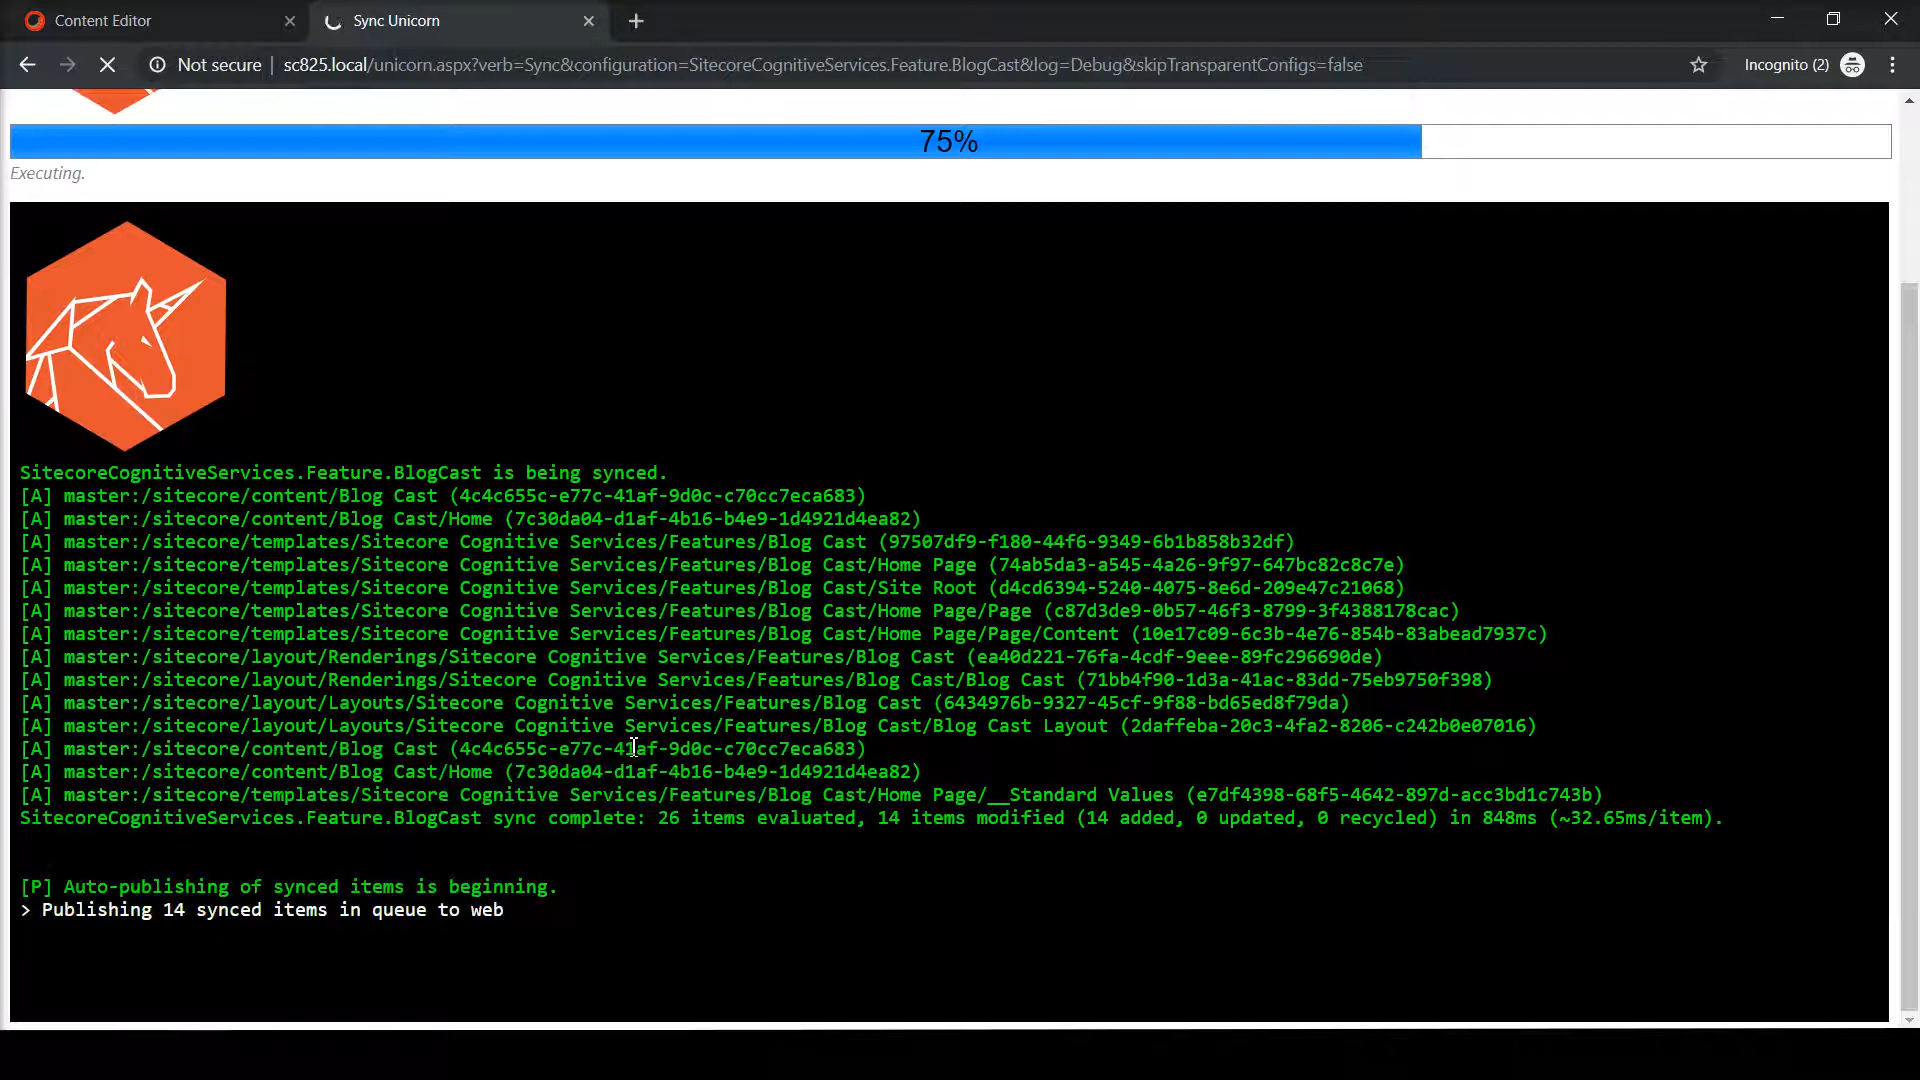 Content Editor
Sync Unicorn
Not secure | sc825.local/unicorn.aspx?verb=Sync&configuration=SitecoreCognitiveServices.Feature.BlogCast&log=Debug&skipTransparentConfigs=false
Incognito (2)
75%
Executing.
SitecoreCognitiveServices.Feature.BlogCast is being synced.
[A] master:/sitecore/content/Blog Cast (4c4c655c-e77c-41af-9d0c-c70cc7eca683)
[A] master:/sitecore/content/Blog Cast/Home (7c30da04-d1af-4b16-b4e9-1d4921d4ea82)
[A] master:/sitecore/templates/Sitecore Cognitive Services/Features/Blog Cast (97507df9-f180-44f6-9349-6b1b858b32df)
[A] master:/sitecore/templates/Sitecore Cognitive Services/Features/Blog Cast/Home Page (74ab5da3-a545-4a26-9f97-647bc82c8c7e)
[A] master:/sitecore/templates/Sitecore Cognitive Services/Features/Blog Cast/Site Root (d4cd6394-5240-4075-8e6d-209e47c21068)
[A] master:/sitecore/templates/Sitecore Cognitive Services/Features/Blog Cast/Home Page/Page (c87d3de9-0b57-46f3-8799-3f4388178cac)
[A] master:/sitecore/templates/Sitecore Cognitive Services/Features/Blog Cast/Home Page/Page/Content (10e17c09-6c3b-4e76-854b-83abead7937c)
[A] master:/sitecore/layout/Renderings/Sitecore Cognitive Services/Features/Blog Cast (ea40d221-76fa-4cdf-9eee-89fc296690de)
[A] master:/sitecore/layout/Renderings/Sitecore Cognitive Services/Features/Blog Cast/Blog Cast (71bb4f90-1d3a-41ac-83dd-75eb9750f398)
[A] master:/sitecore/layout/Layouts/Sitecore Cognitive Services/Features/Blog Cast (6434976b-9327-45cf-9f88-bd65ed8f79da)
[A] master:/sitecore/layout/Layouts/Sitecore Cognitive Services/Features/Blog Cast/Blog Cast Layout (2daffeba-20c3-4fa2-8206-c242b0e07016)
[A] master:/sitecore/content/Blog Cast (4c4c655c-e77c-41af-9d0c-c70cc7eca683)
[A] master:/sitecore/content/Blog Cast/Home (7c30da04-d1af-4b16-b4e9-1d4921d4ea82)
[A] master:/sitecore/templates/Sitecore Cognitive Services/Features/Blog Cast/Home Page/__Standard Values (e7df4398-68f5-4642-897d-acc3bd1c743b)
SitecoreCognitiveServices.Feature.BlogCast sync complete: 26 items evaluated, 14 items modified (14 added, 0 updated, 0 recycled) in 848ms (~32.65ms/item).
[P] Auto-publishing of synced items is beginning.
> Publishing 14 synced items in queue to web